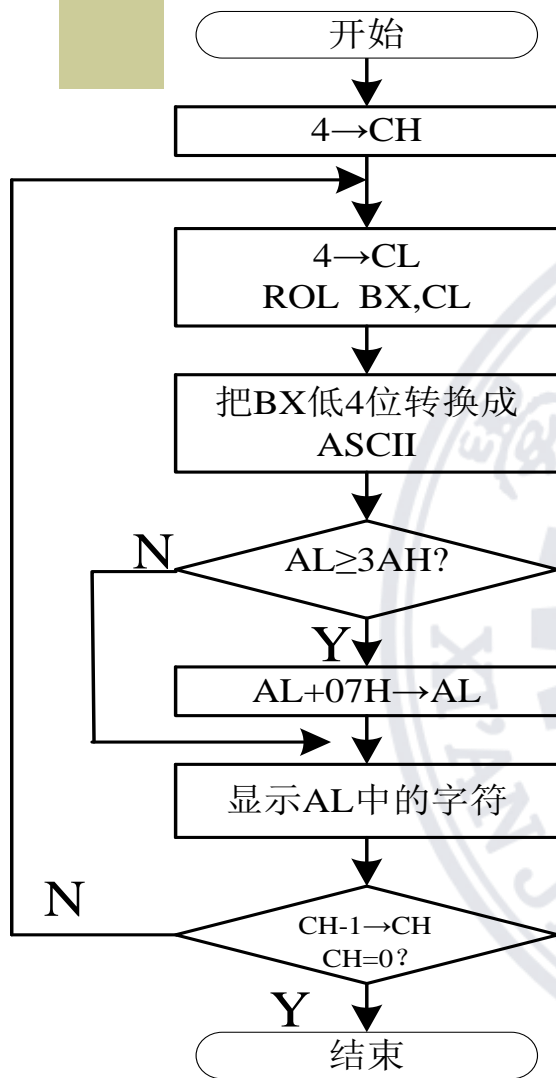 开始
4→CH
4→CL
ROL BX,CL
把BX低4位转换成
ASCII
N
AL≥3AH?
Y
AL+07H→AL
显示AL中的字符
N
CH-1→CH
CH=0?
Y
结束
XI'AN J